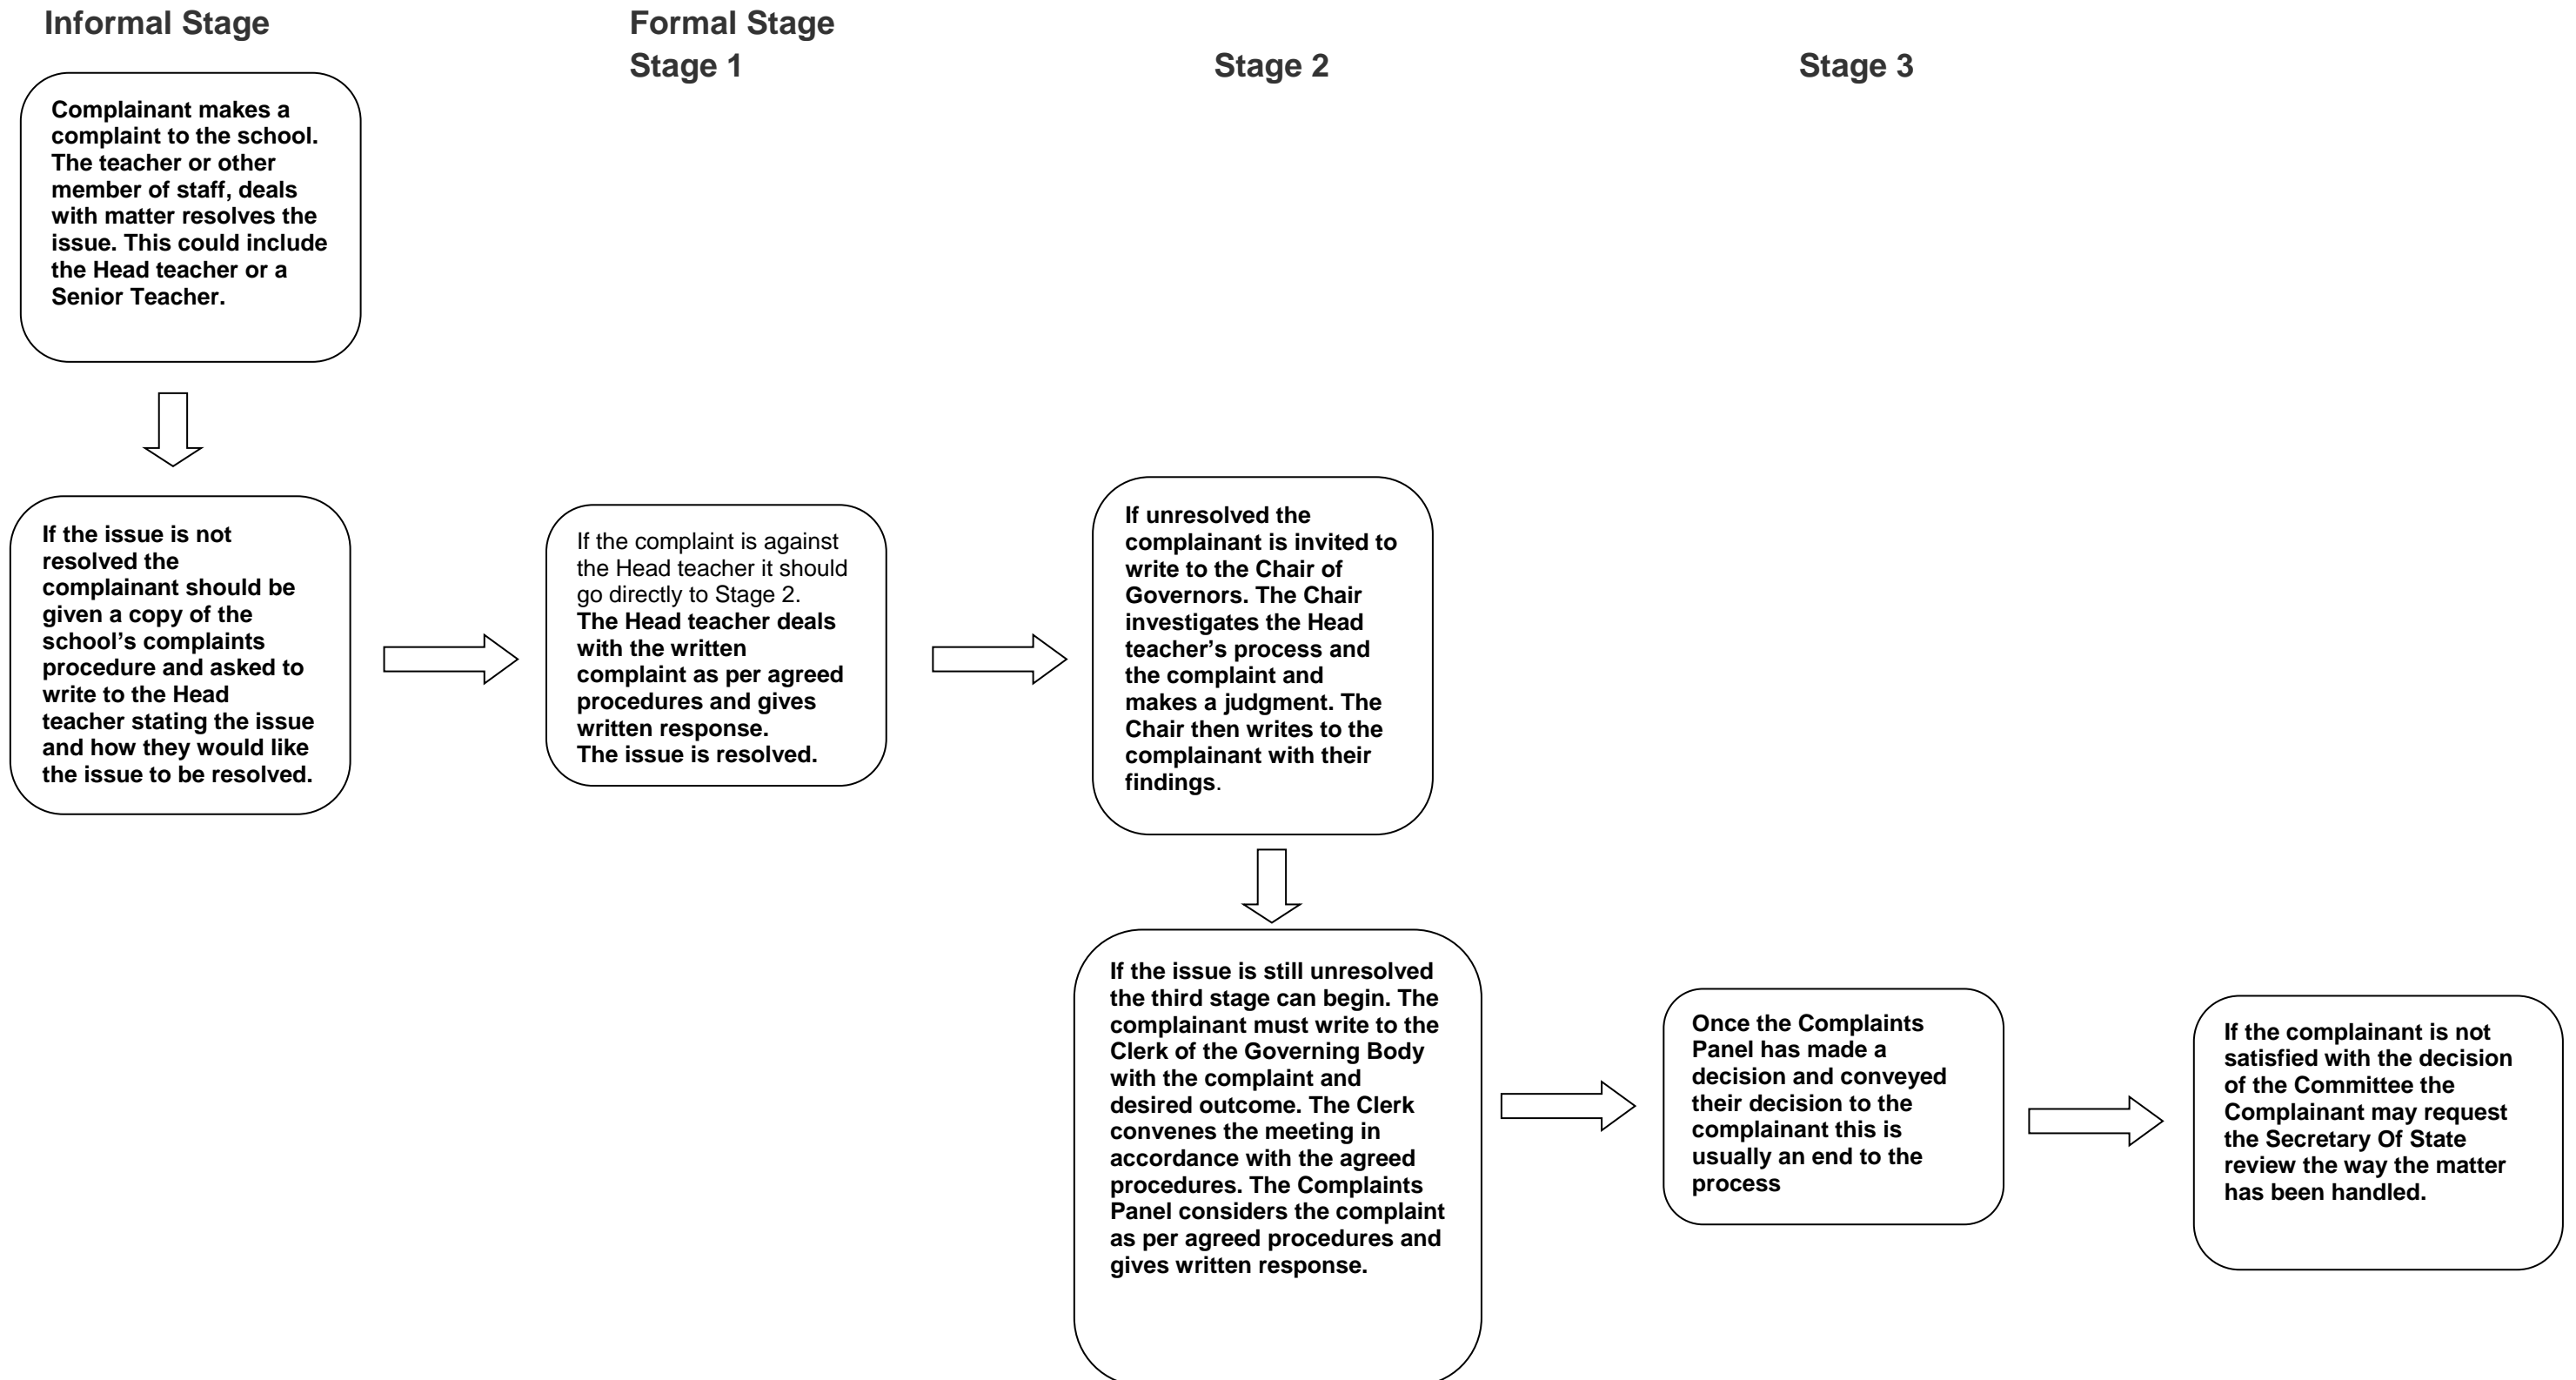 Informal Stage
Formal Stage
Stage 1
Stage 2
Stage 3
Complainant makes a
complaint to the school.
The teacher or other
member of staff, deals
with matter resolves the
issue. This could include
the Head teacher or a
Senior Teacher.
If the issue is not
resolved the
complainant should be
given a copy of the
school’s complaints
procedure and asked to
write to the Head
teacher stating the issue
and how they would like
the issue to be resolved.
If the complaint is against
the Head teacher it should
go directly to Stage 2.
The Head teacher deals
with the written
complaint as per agreed
procedures and gives
written response.
The issue is resolved.
If unresolved the
complainant is invited to
write to the Chair of
Governors. The Chair
investigates the Head
teacher’s process and
the complaint and
makes a judgment. The
Chair then writes to the
complainant with their
findings.
If the issue is still unresolved
the third stage can begin. The
complainant must write to the
Clerk of the Governing Body
with the complaint and
desired outcome. The Clerk
convenes the meeting in
accordance with the agreed
procedures. The Complaints
Panel considers the complaint
as per agreed procedures and
gives written response.
Once the Complaints
Panel has made a
decision and conveyed
their decision to the
complainant this is
usually an end to the
process
If the complainant is not
satisfied with the decision
of the Committee the
Complainant may request
the Secretary Of State
review the way the matter
has been handled.